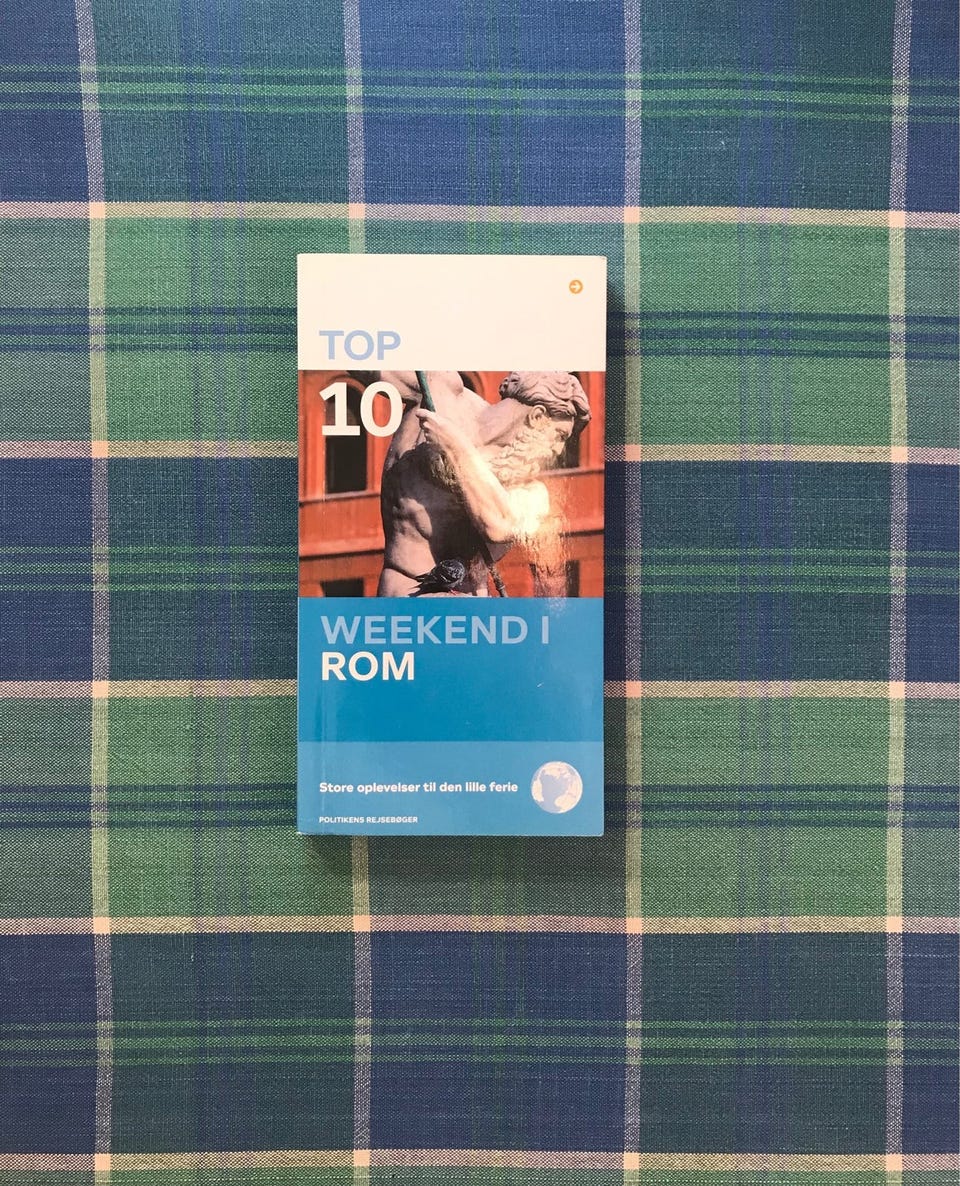 TOP
10
WEEKEND I
ROM
Store oplevelser til den lille ferie
POLITIKENS REJSEBØGER